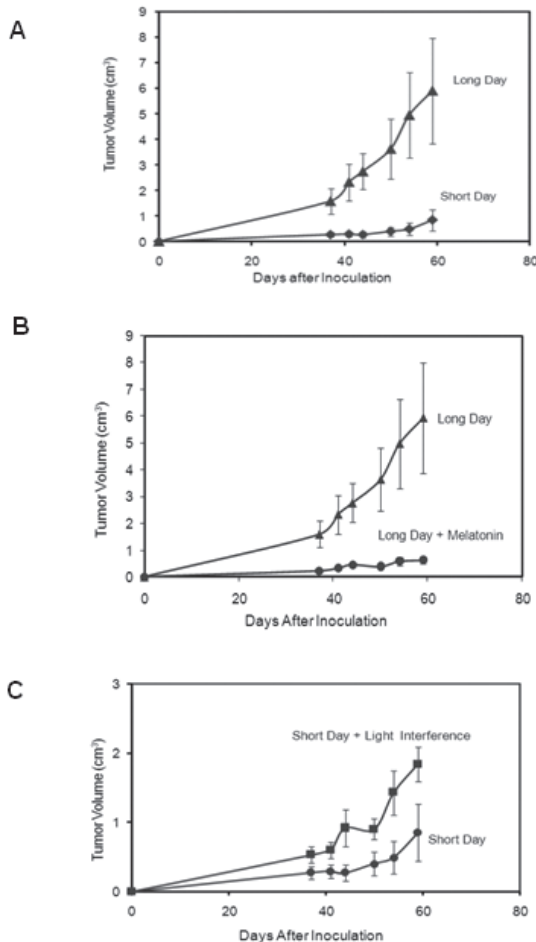 A
Tumor Volume (cm³)
9
8
7
6
5
4
3
2
1
0
Long Day
Short Day
0 20 40 60 80
Days after Inoculation
B
Tumor Volume (cm³)
9
8
7
6
5
4
3
2
1
0
Long Day
Long Day + Melatonin
0 20 40 60 80
Days After Inoculation
C
Tumor Volume (cm³)
3
2
1
0
Short Day + Light Interference
Short Day
0 20 40 60 80
Days After Inoculation